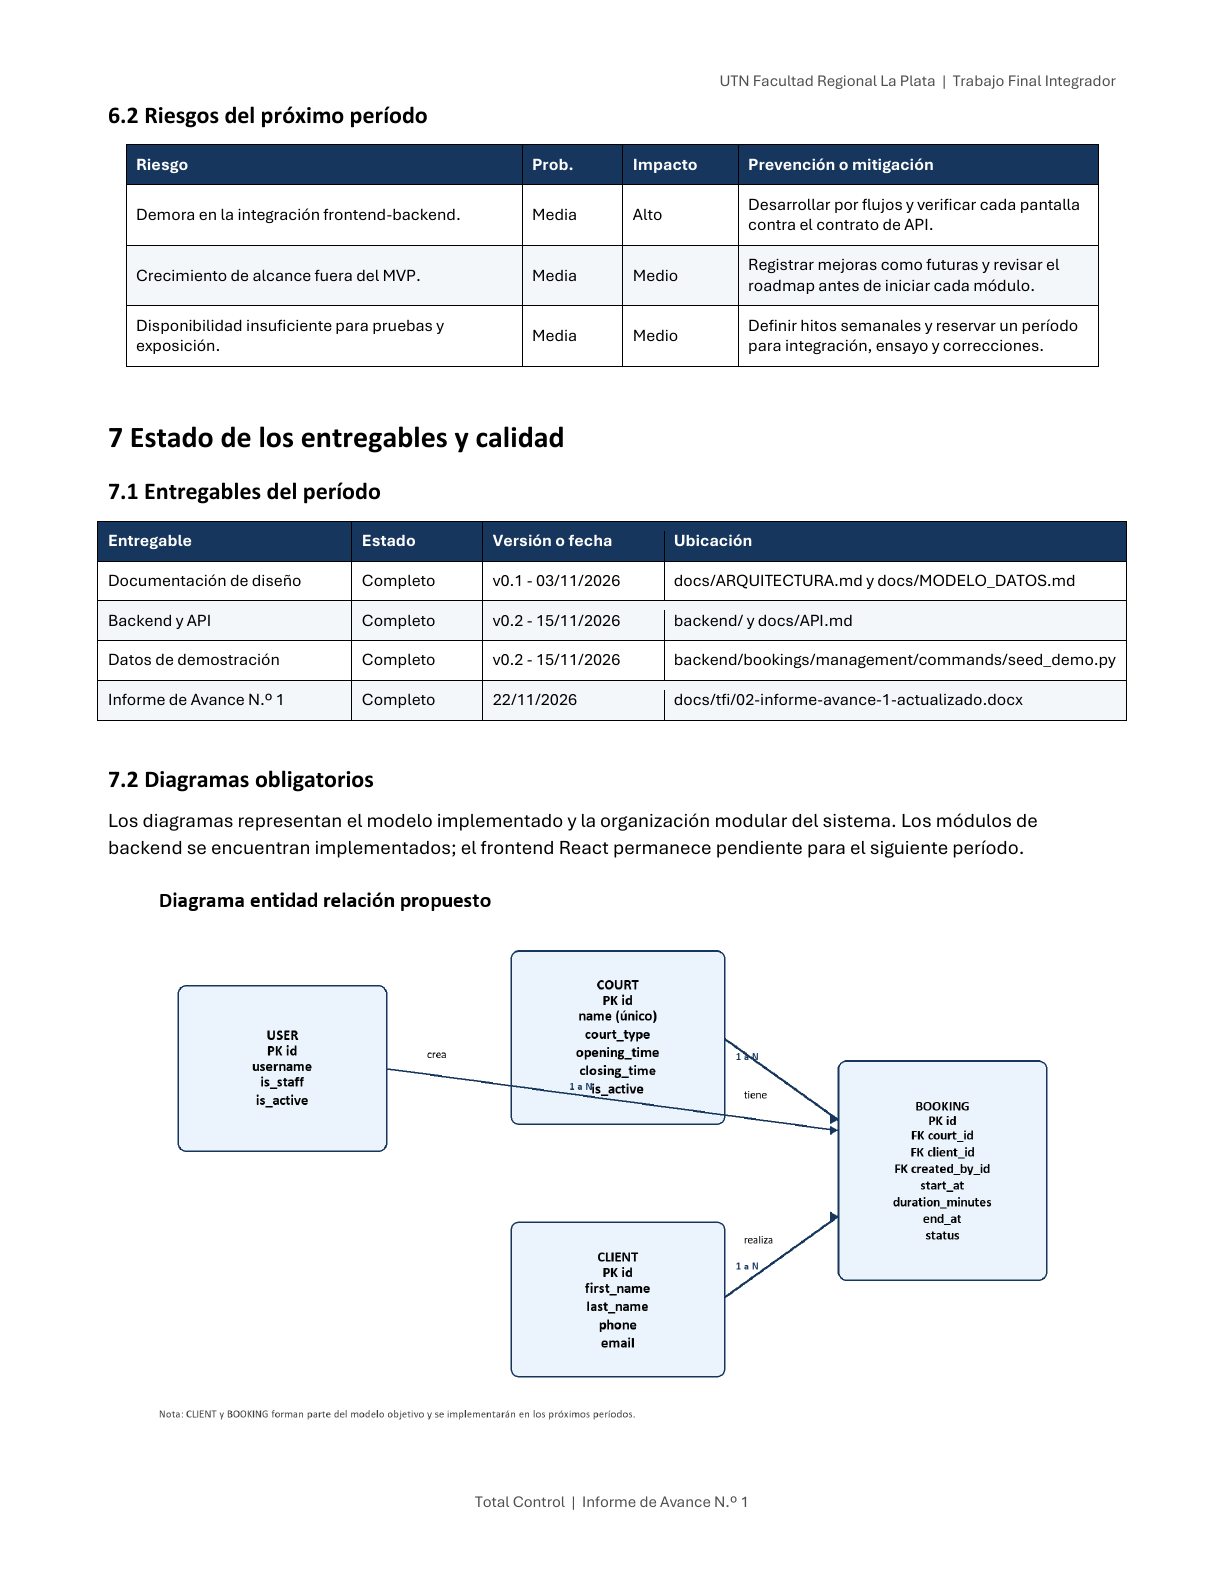 UTN Facultad Regional La Plata | Trabajo Final Integrador
6.2 Riesgos del próximo período
Riesgo Prob. Impacto Prevención o mitigación
Demora en la integración frontend-backend. Media Alto Desarrollar por flujos y verificar cada pantalla
contra el contrato de API.
Crecimiento de alcance fuera del MVP. Media Medio Registrar mejoras como futuras y revisar el
roadmap antes de iniciar cada módulo.
Disponibilidad insuficiente para pruebas y
exposición. Media Medio Definir hitos semanales y reservar un período
para integración, ensayo y correcciones.
7 Estado de los entregables y calidad
7.1 Entregables del período
Entregable Estado Versión o fecha Ubicación
Documentación de diseño Completo v0.1 - 03/11/2026 docs/ARQUITECTURA.md y docs/MODELO_DATOS.md
Backend y API Completo v0.2 - 15/11/2026 backend/ y docs/API.md
Datos de demostración Completo v0.2 - 15/11/2026 backend/bookings/management/commands/seed_demo.py
Informe de Avance N.º 1 Completo 22/11/2026 docs/tfi/02-informe-avance-1-actualizado.docx
7.2 Diagramas obligatorios
Los diagramas representan el modelo implementado y la organización modular del sistema. Los módulos de
backend se encuentran implementados; el frontend React permanece pendiente para el siguiente período.
Diagrama entidad relación propuesto
USER
PK id
username
is_staff
is_active
crea
1 a N
COURT
PK id
name (único)
court_type
opening_time
closing_time
is_active
1 a N
tiene
BOOKING
PK id
FK court_id
FK client_id
FK created_by_id
start_at
duration_minutes
end_at
status
realiza
1 a N
CLIENT
PK id
first_name
last_name
phone
email
Nota: CLIENT y BOOKING forman parte del modelo objetivo y se implementarán en los próximos períodos.
Total Control | Informe de Avance N.º 1